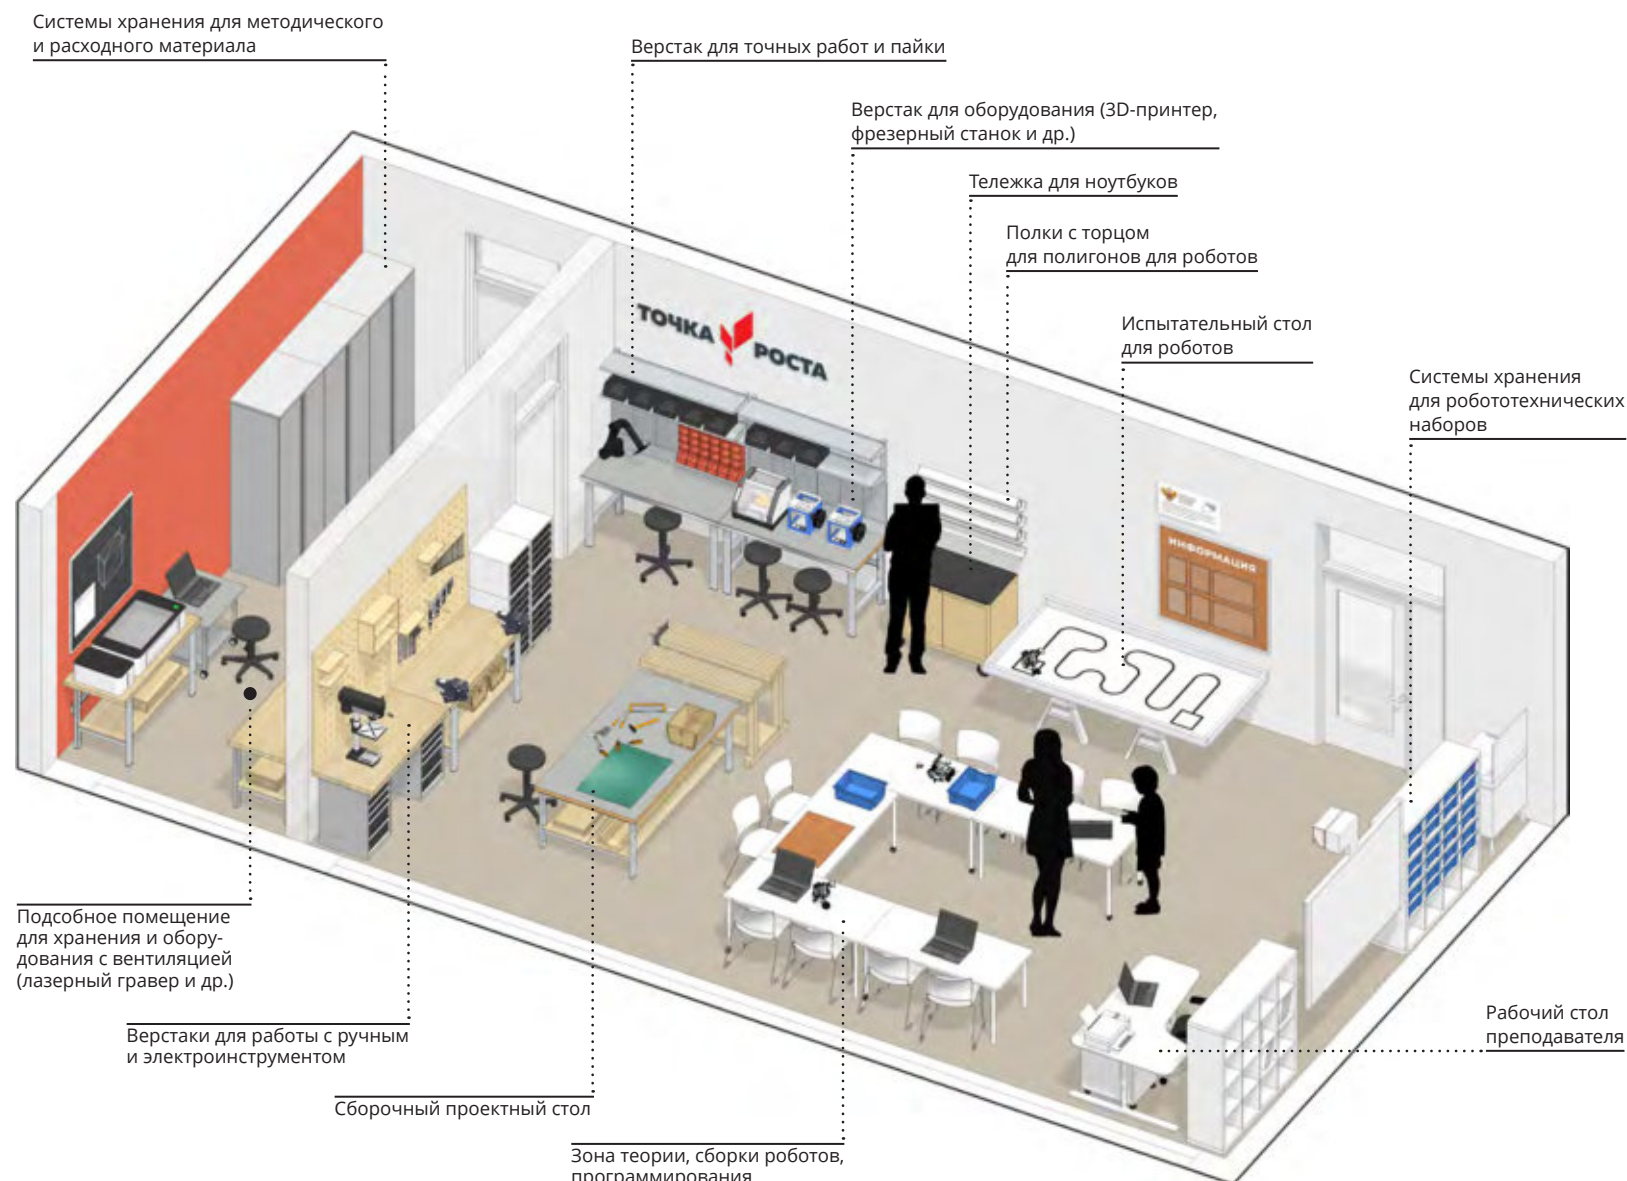 Системы хранения для методического
и расходного материала
Верстак для точных работ и пайки
Верстак для оборудования (3D-принтер,
фрезерный станок и др.)
Тележка для ноутбуков
Полки с торцом
для полигонов для роботов
Испытательный стол
для роботов
Системы хранения
для робототехнических
наборов
ТОЧКА
РОСТА
ИНФОРМАЦИЯ
Подсобное помещение
для хранения и обору-
дования с вентиляцией
(лазерный гравер и др.)
Верстаки для работы с ручным
и электроинструментом
Сборочный проектный стол
Зона теории, сборки роботов,
программирования
Рабочий стол
преподавателя